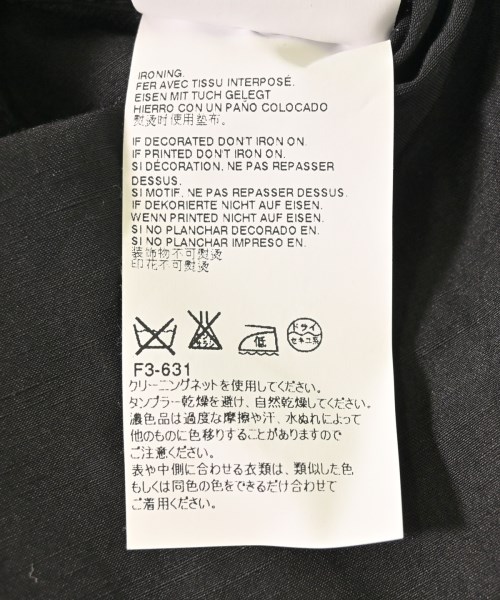 IRONING.
FER AVEC TISSU INTERPOSÉ.
EISEN MIT TUCH GELEGT
HIERRO CON UN PAÑO COLOCADO
熨烫时使用垫布。
IF DECORATED DON'T IRON ON.
IF PRINTED DON'T IRON ON.
SI DÉCORATION, NE PAS REPASSER
DESSUS.
SI MOTIF, NE PAS REPASSER DESSUS.
IF DEKORIERTE NICHT AUF EISEN.
WENN PRINTED NICHT AUF EISEN.
SI NO PLANCHAR DECORADO EN.
SI NO PLANCHAR IMPRESO EN.
装饰物不可熨烫
印花不可熨烫
低
ドライ
セキユ系
F3-631
クリーニングネットを使用してください。
タンブラー乾燥を避け、自然乾燥してください。
濃色品は過度な摩擦や汗、水ぬれによって
他のものに色移りすることがありますので
ご注意ください。
表や中側に合わせる衣類は、類似した色
もしくは同色の色をできるだけ合わせて
ご着用ください。